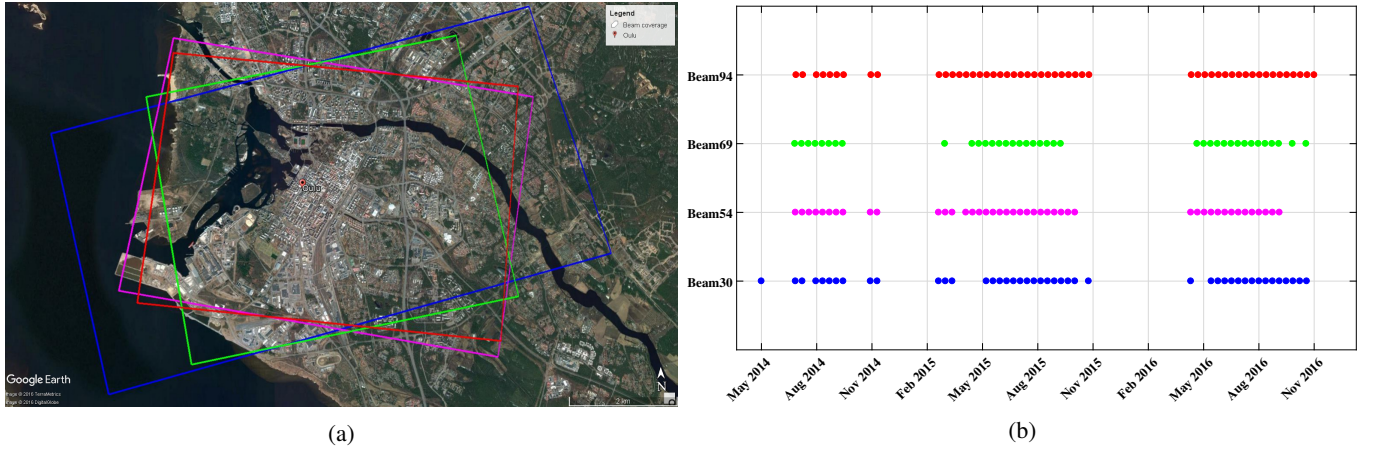 Legend
Beam coverage
Oulu
Oulu
Google Earth
Image © 2016 TerraMetrics
Image © 2016 DigitalGlobe
N
2 km
(a)
Beam94
Beam69
Beam54
Beam30
May 2014
Aug 2014
Nov 2014
Feb 2015
May 2015
Aug 2015
Nov 2015
Feb 2016
May 2016
Aug 2016
Nov 2016
(b)